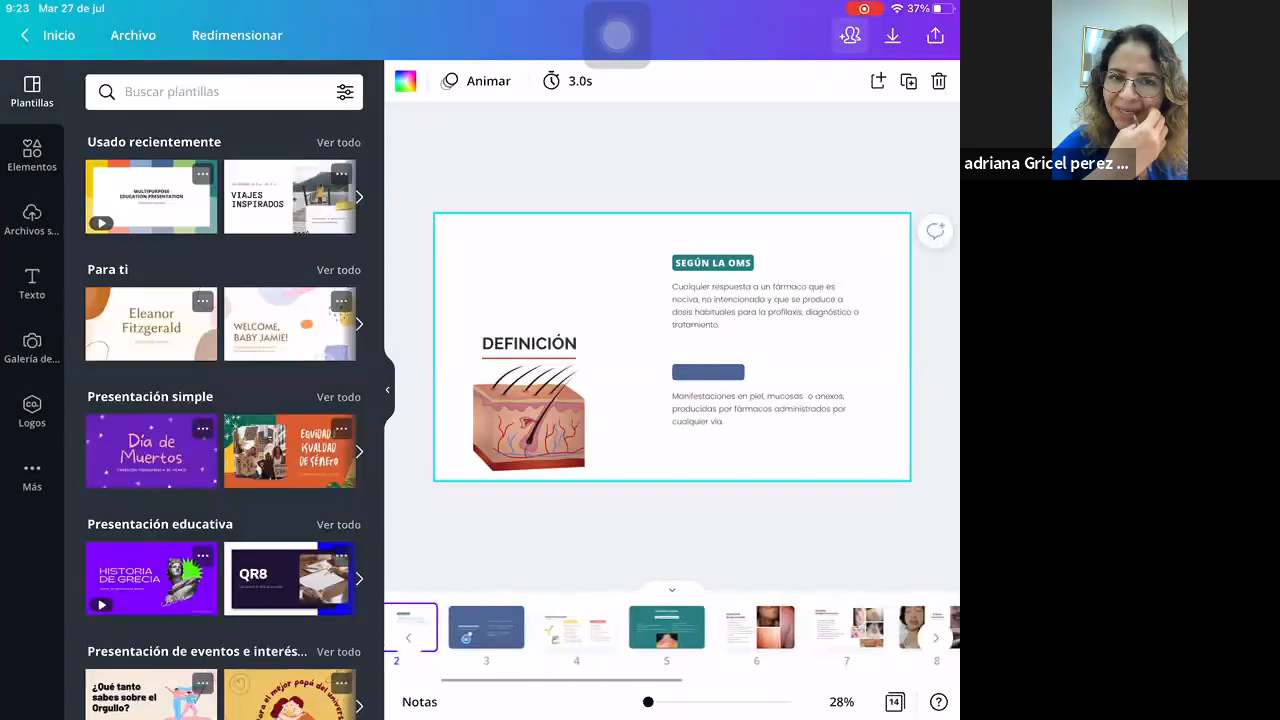 9:23 Mar 27 de jul
37%
Inicio
Archivo
Redimensionar
Plantillas
Elementos
Archivos s...
Texto
Galería de...
Logos
Más
Buscar plantillas
Usado recientemente
Ver todo
MULTIPURPOSE
EDUCATION PRESENTATION
VIAJES
INSPIRADOS
Para ti
Ver todo
Eleanor
Fitzgerald
WELCOME,
BABY JAMIE!
Presentación simple
Ver todo
Día de
Muertos
EQUIDAD
IGUALDAD
DE GÉNERO
Presentación educativa
Ver todo
HISTORIA
DE GRECIA
QR8
Presentación de eventos e interés...
Ver todo
¿Qué tanto
sabes sobre el
Orgullo?
Animar
3.0s
DEFINICIÓN
SEGÚN LA OMS
Cualquier respuesta a un fármaco que es
nociva, no intencionada y que se produce a
dosis habituales para la profilaxis, diagnóstico o
tratamiento.
Manifestaciones en piel, mucosas o anexos,
producidas por fármacos administrados por
cualquier vía.
2
3
4
5
6
7
8
Notas
28%
14
adriana Gricel perez ...